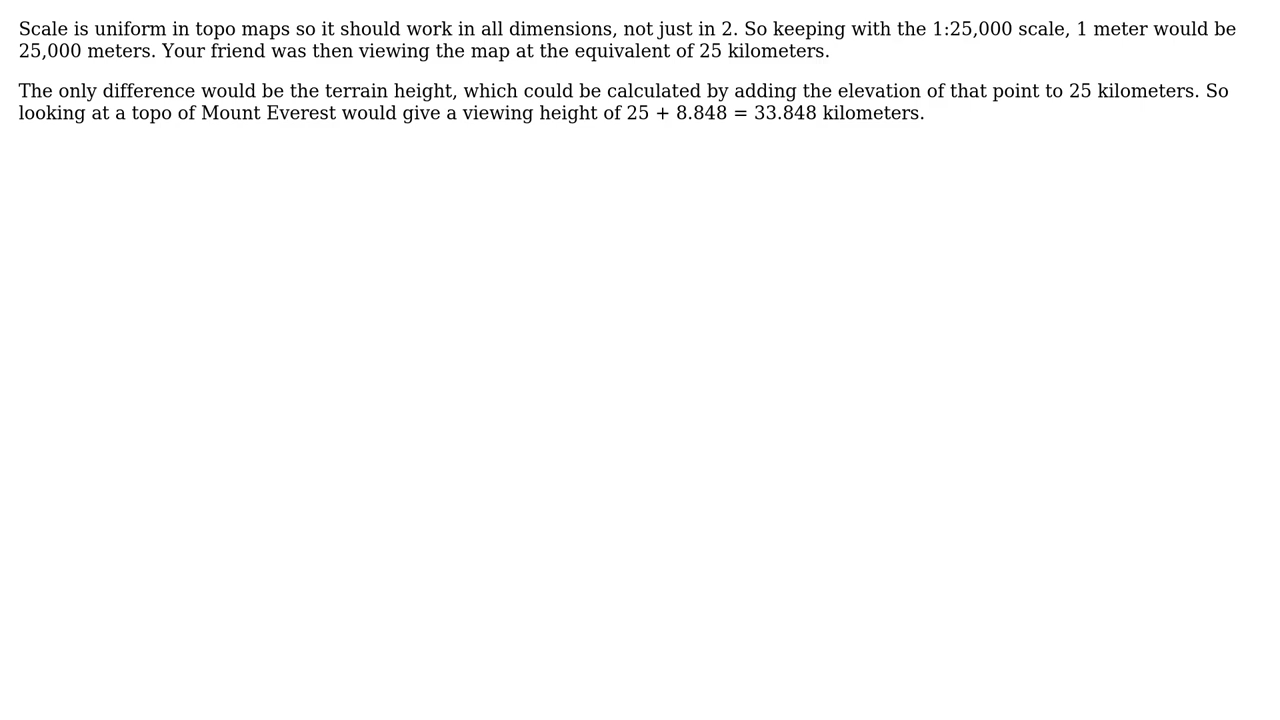 Scale is uniform in topo maps so it should work in all dimensions, not just in 2. So keeping with the 1:25,000 scale, 1 meter would be
25,000 meters. Your friend was then viewing the map at the equivalent of 25 kilometers.
The only difference would be the terrain height, which could be calculated by adding the elevation of that point to 25 kilometers. So
looking at a topo of Mount Everest would give a viewing height of 25 + 8.848 = 33.848 kilometers.